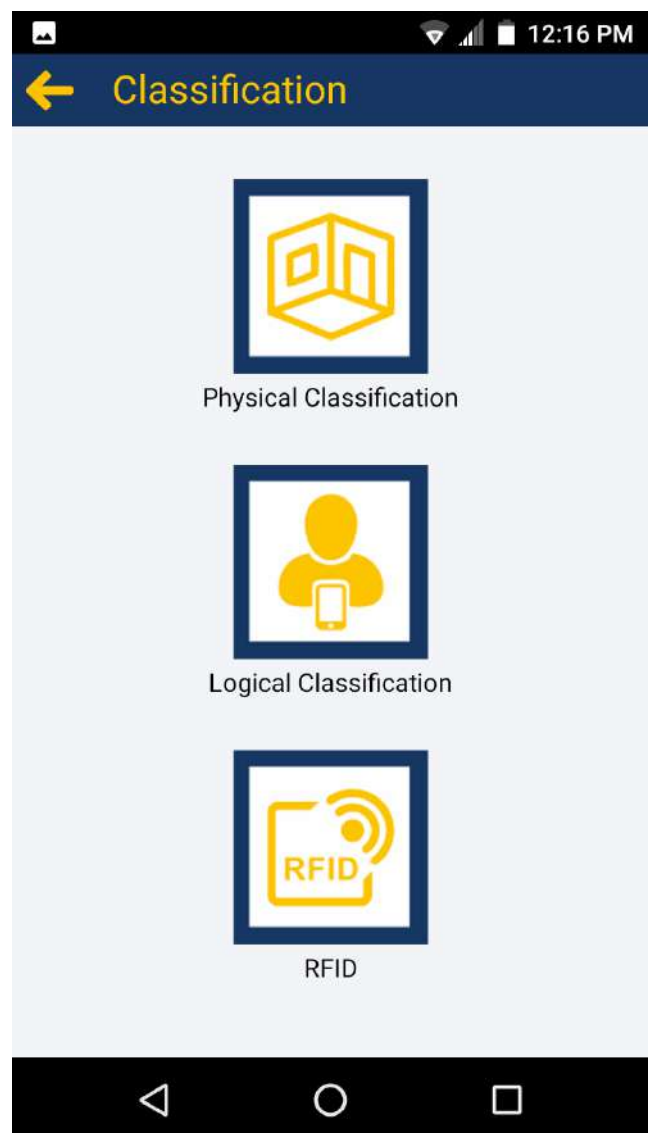 12:16 PM
Classification
Physical Classification
Logical Classification
RFID
RFID